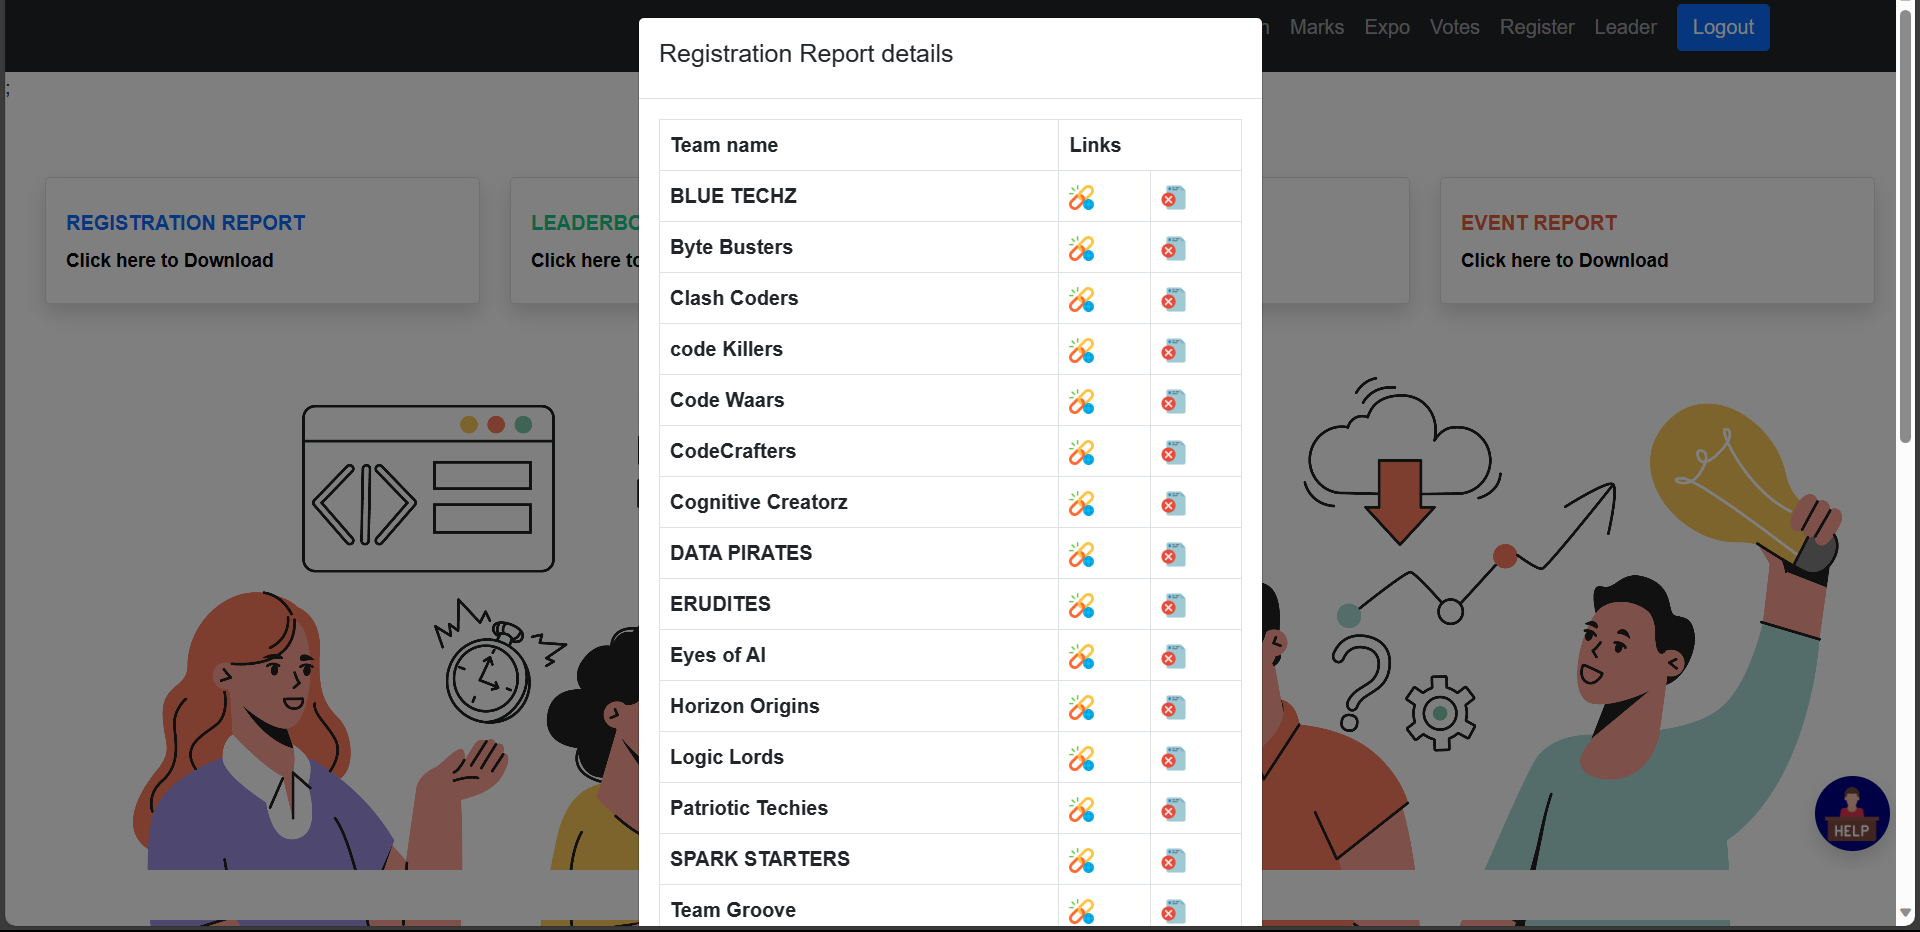 Marks Expo Votes Register Leader Logout
;
Registration Report details
Team name Links
BLUE TECHZ
Byte Busters
Clash Coders
code Killers
Code Waars
CodeCrafters
Cognitive Creatorz
DATA PIRATES
ERUDITES
Eyes of AI
Horizon Origins
Logic Lords
Patriotic Techies
SPARK STARTERS
Team Groove
REGISTRATION REPORT
Click here to Download
Click here
EVENT REPORT
Click here to Download
HELP